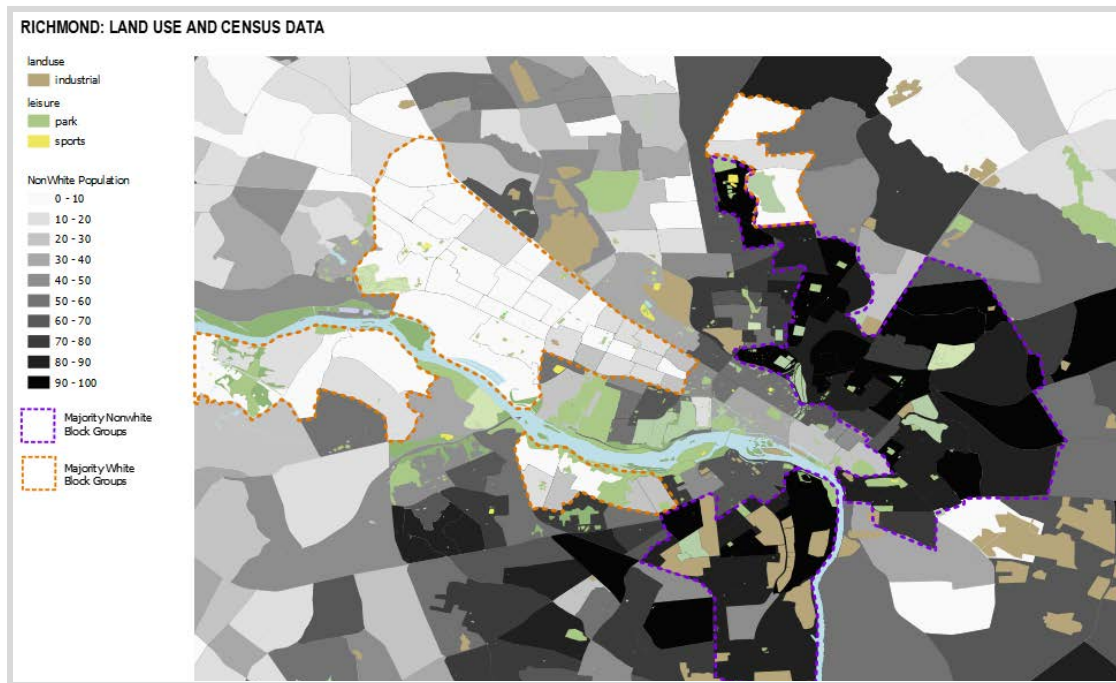 RICHMOND: LAND USE AND CENSUS DATA
landuse
industrial
leisure
park
sports
NonWhite Population
0 - 10
10 - 20
20 - 30
30 - 40
40 - 50
50 - 60
60 - 70
70 - 80
80 - 90
90 - 100
Majority Nonwhite
Block Groups
Majority White
Block Groups